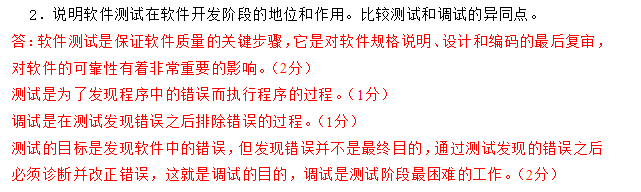 2．说明软件测试在软件开发阶段的地位和作用。比较测试和调试的异同点。
答：软件测试是保证软件质量的关键步骤，它是对软件规格说明、设计和编码的最后复审，
对软件的可靠性有着非常重要的影响。（2分）
测试是为了发现程序中的错误而执行程序的过程。（1分）
调试是在测试发现错误之后排除错误的过程。（1分）
测试的目标是发现软件中的错误，但发现错误并不是最终目的，通过测试发现的错误之后
必须诊断并改正错误，这就是调试的目的，调试是测试阶段最困难的工作。（2分）